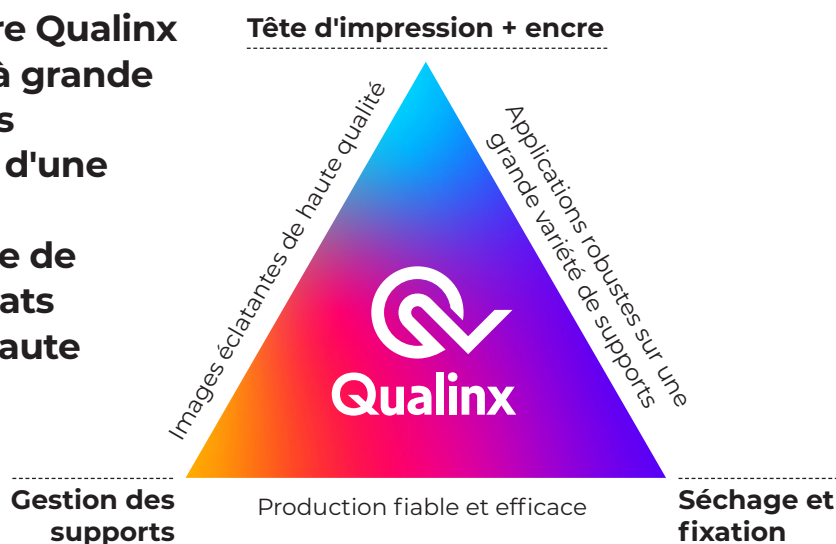 re Qualinx
à grande
s
d'une
e de
ats
aute
Tête d'impression + encre
Images éclatantes de haute qualité
Applications robustes sur une
grande variété de supports
Qualinx
Gestion des
supports
Production fiable et efficace
Séchage et
fixation